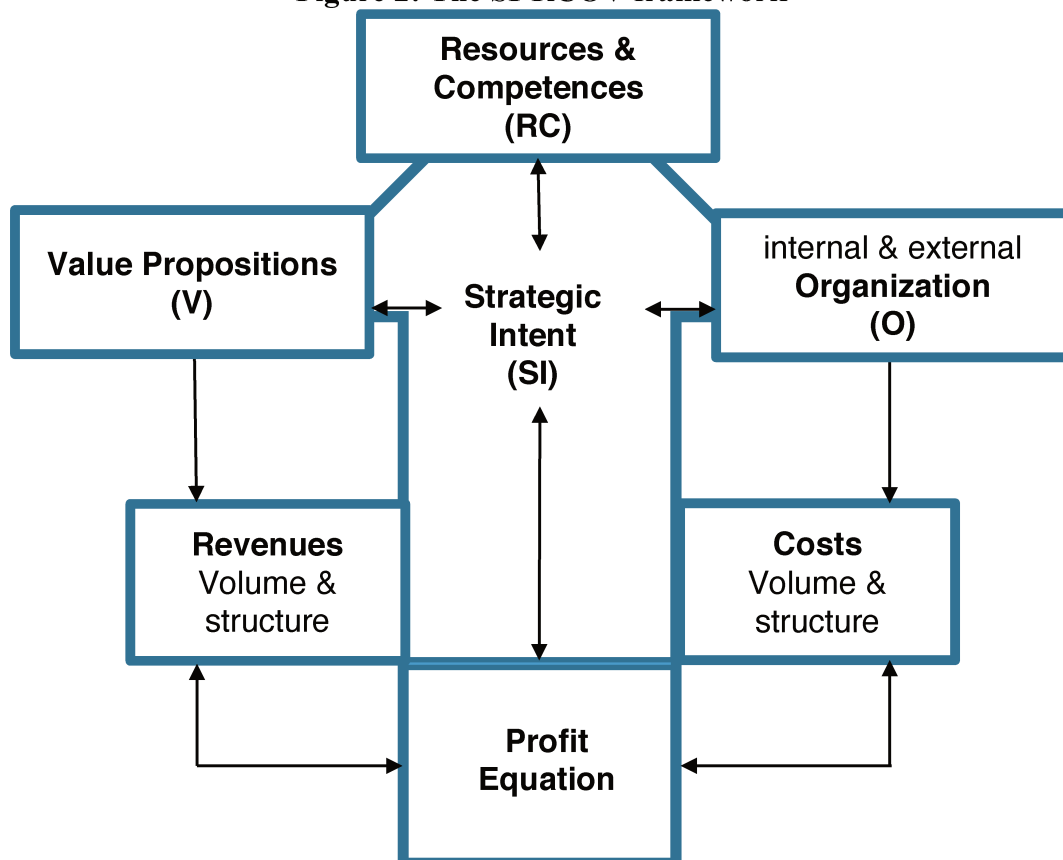 Resources &
Competences
(RC)
Value Propositions
(V)
internal & external
Organization
(O)
Strategic
Intent
(SI)
Revenues
Volume &
structure
Costs
Volume &
structure
Profit
Equation